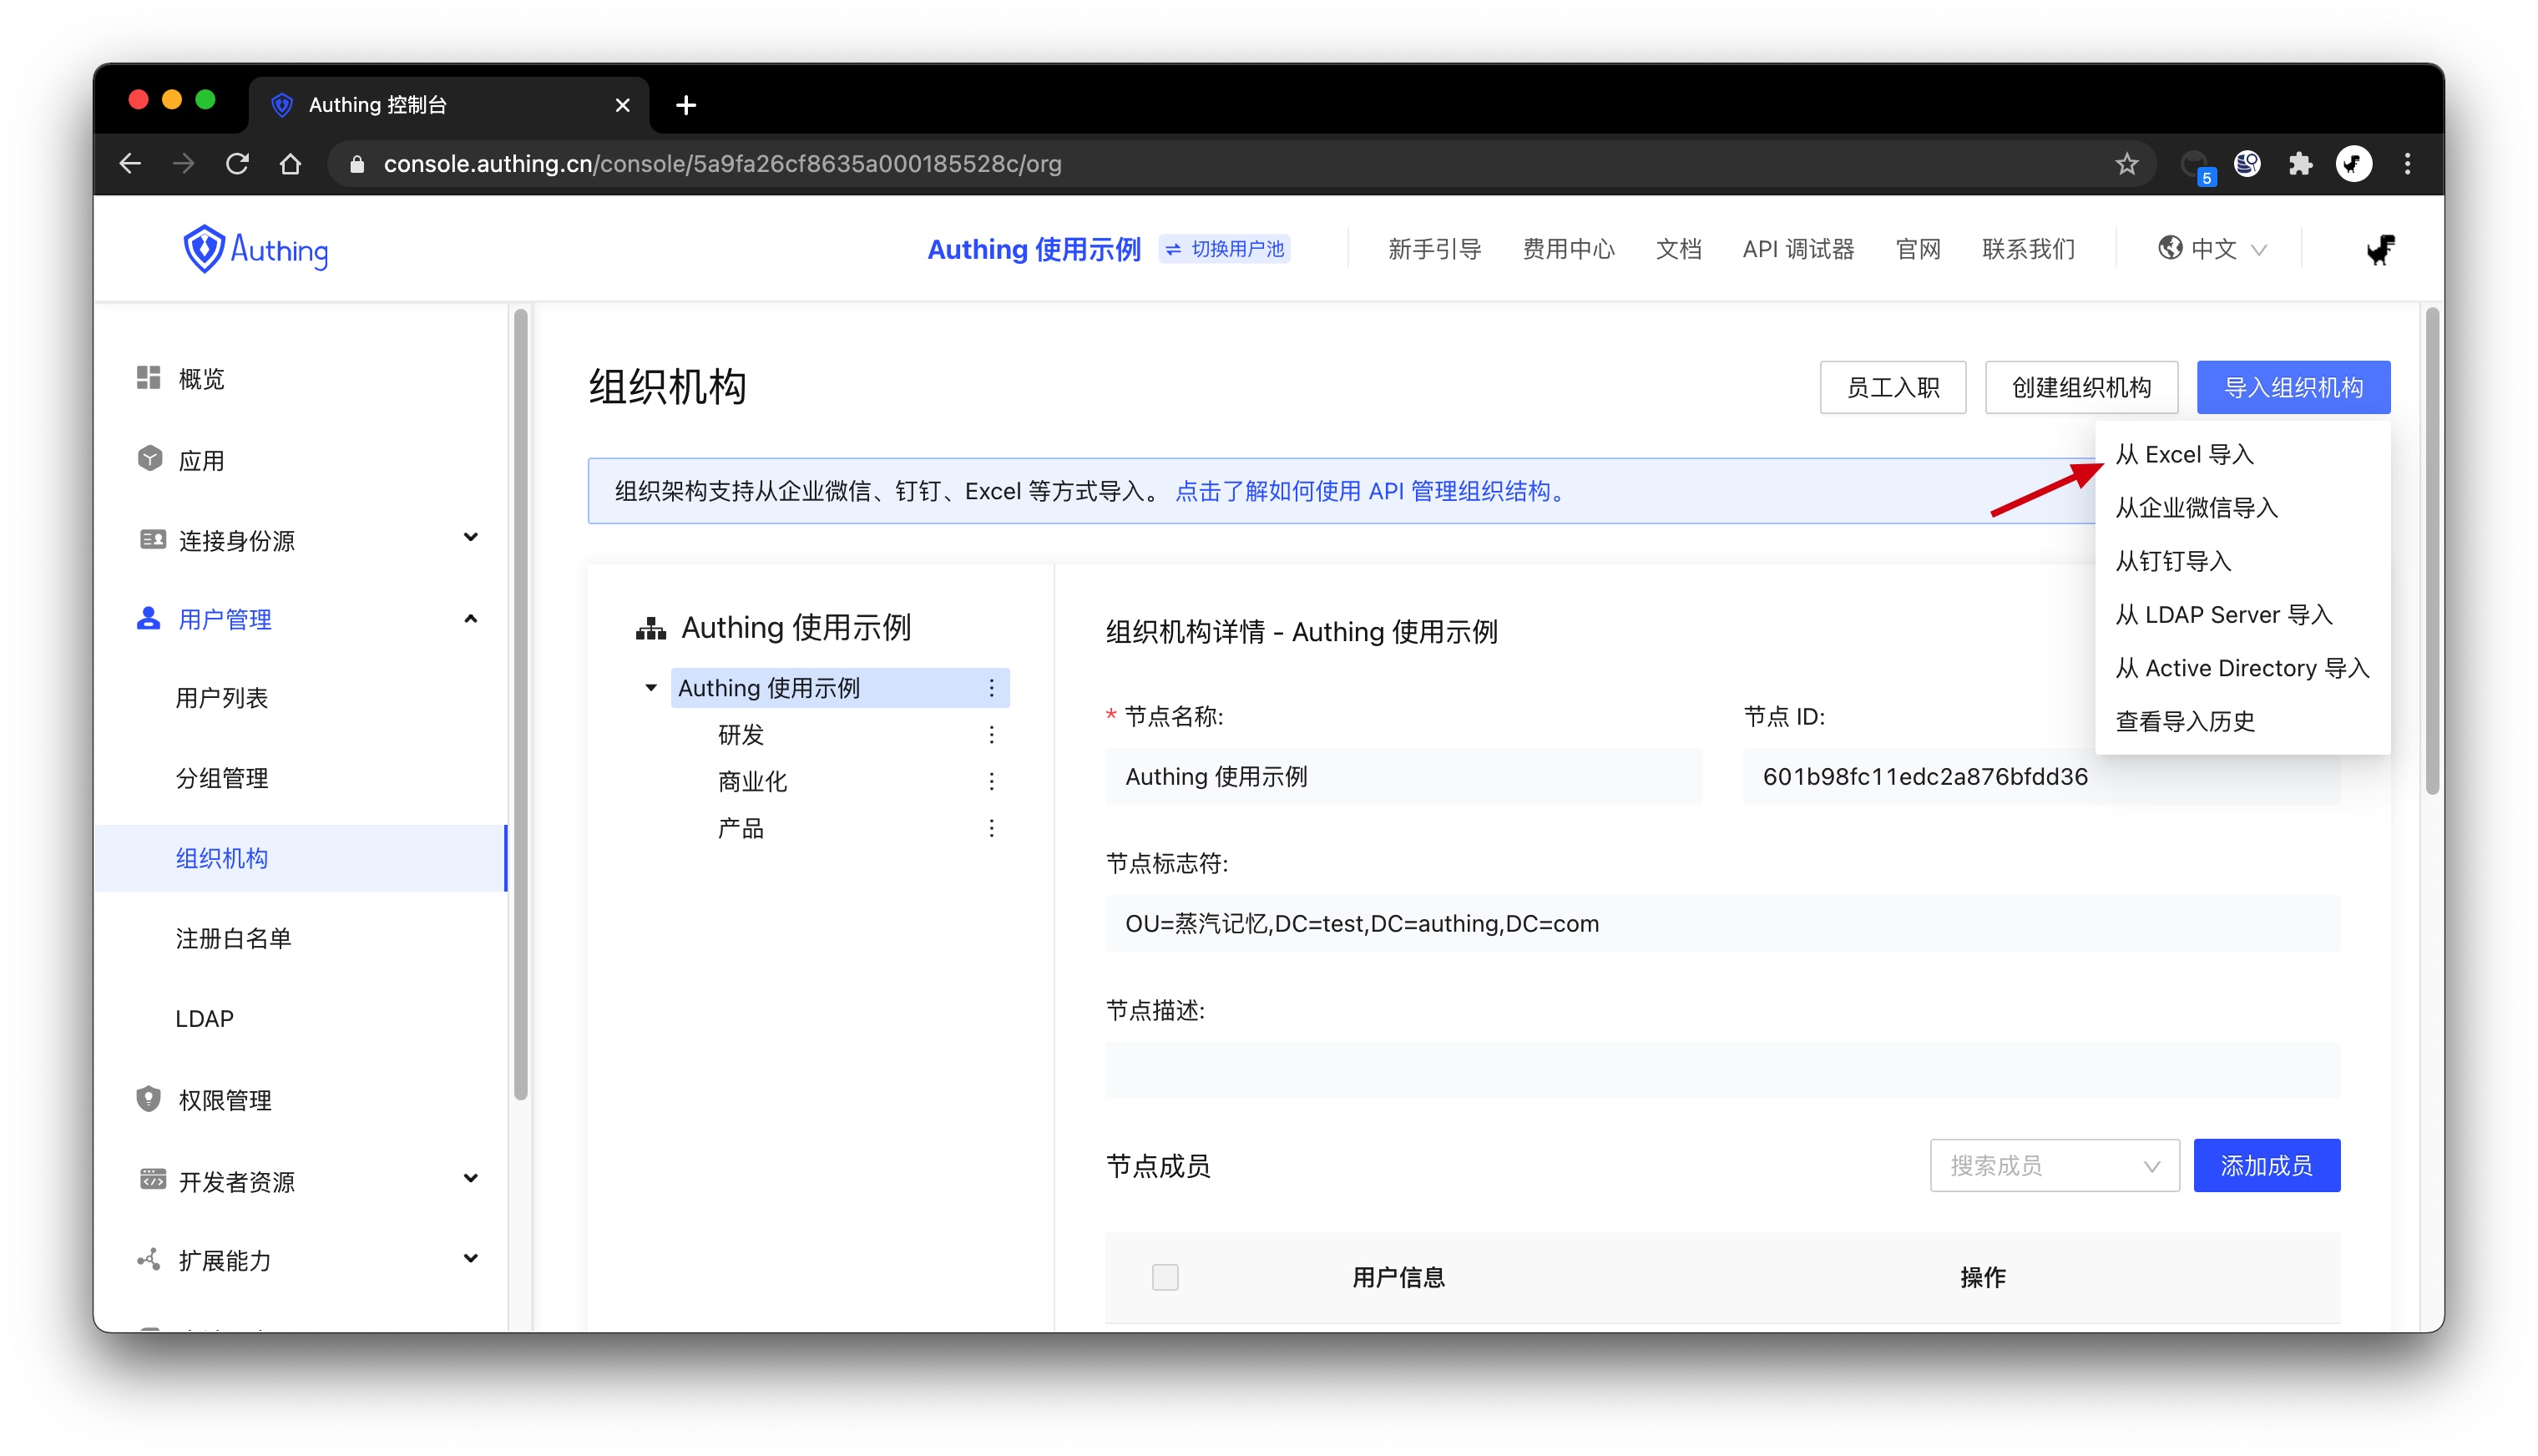 Authing 控制台
console.authing.cn/console/5a9fa26cf8635a000185528c/org
5
Authing
Authing 使用示例
切换用户池
新手引导
费用中心
文档
API 调试器
官网
联系我们
中文
概览
应用
连接身份源
用户管理
用户列表
分组管理
组织机构
注册白名单
LDAP
权限管理
开发者资源
扩展能力
组织机构
员工入职
创建组织机构
导入组织机构
从 Excel 导入
从企业微信导入
从钉钉导入
从 LDAP Server 导入
从 Active Directory 导入
查看导入历史
组织架构支持从企业微信、钉钉、Excel 等方式导入。 点击了解如何使用 API 管理组织结构。
Authing 使用示例
Authing 使用示例
研发
商业化
产品
组织机构详情 - Authing 使用示例
* 节点名称:
节点 ID:
Authing 使用示例
601b98fc11edc2a876bfdd36
节点标志符:
OU=蒸汽记忆,DC=test,DC=authing,DC=com
节点描述:
节点成员
搜索成员
添加成员
用户信息
操作